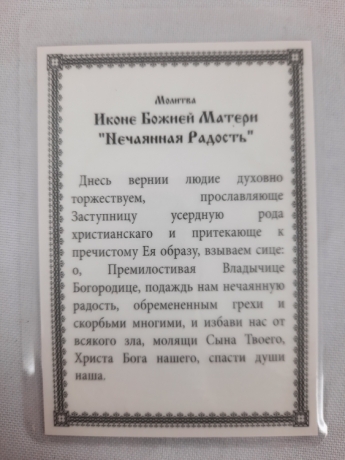 Молитва
Иконе Божией Матери
"Нечаянная Радость"
Днесь вернии людие духовно
торжествуем, прославляюще
Заступницу усердную рода
христианскаго и притекающе к
пречистому Ея образу, взываем сице:
о, Премилостивая Владычице
Богородице, подаждь нам нечаянную
радость, обремененным грехи и
скорбьми многими, и избави нас от
всякого зла, молящи Сына Твоего,
Христа Бога нашего, спасти души
наша.